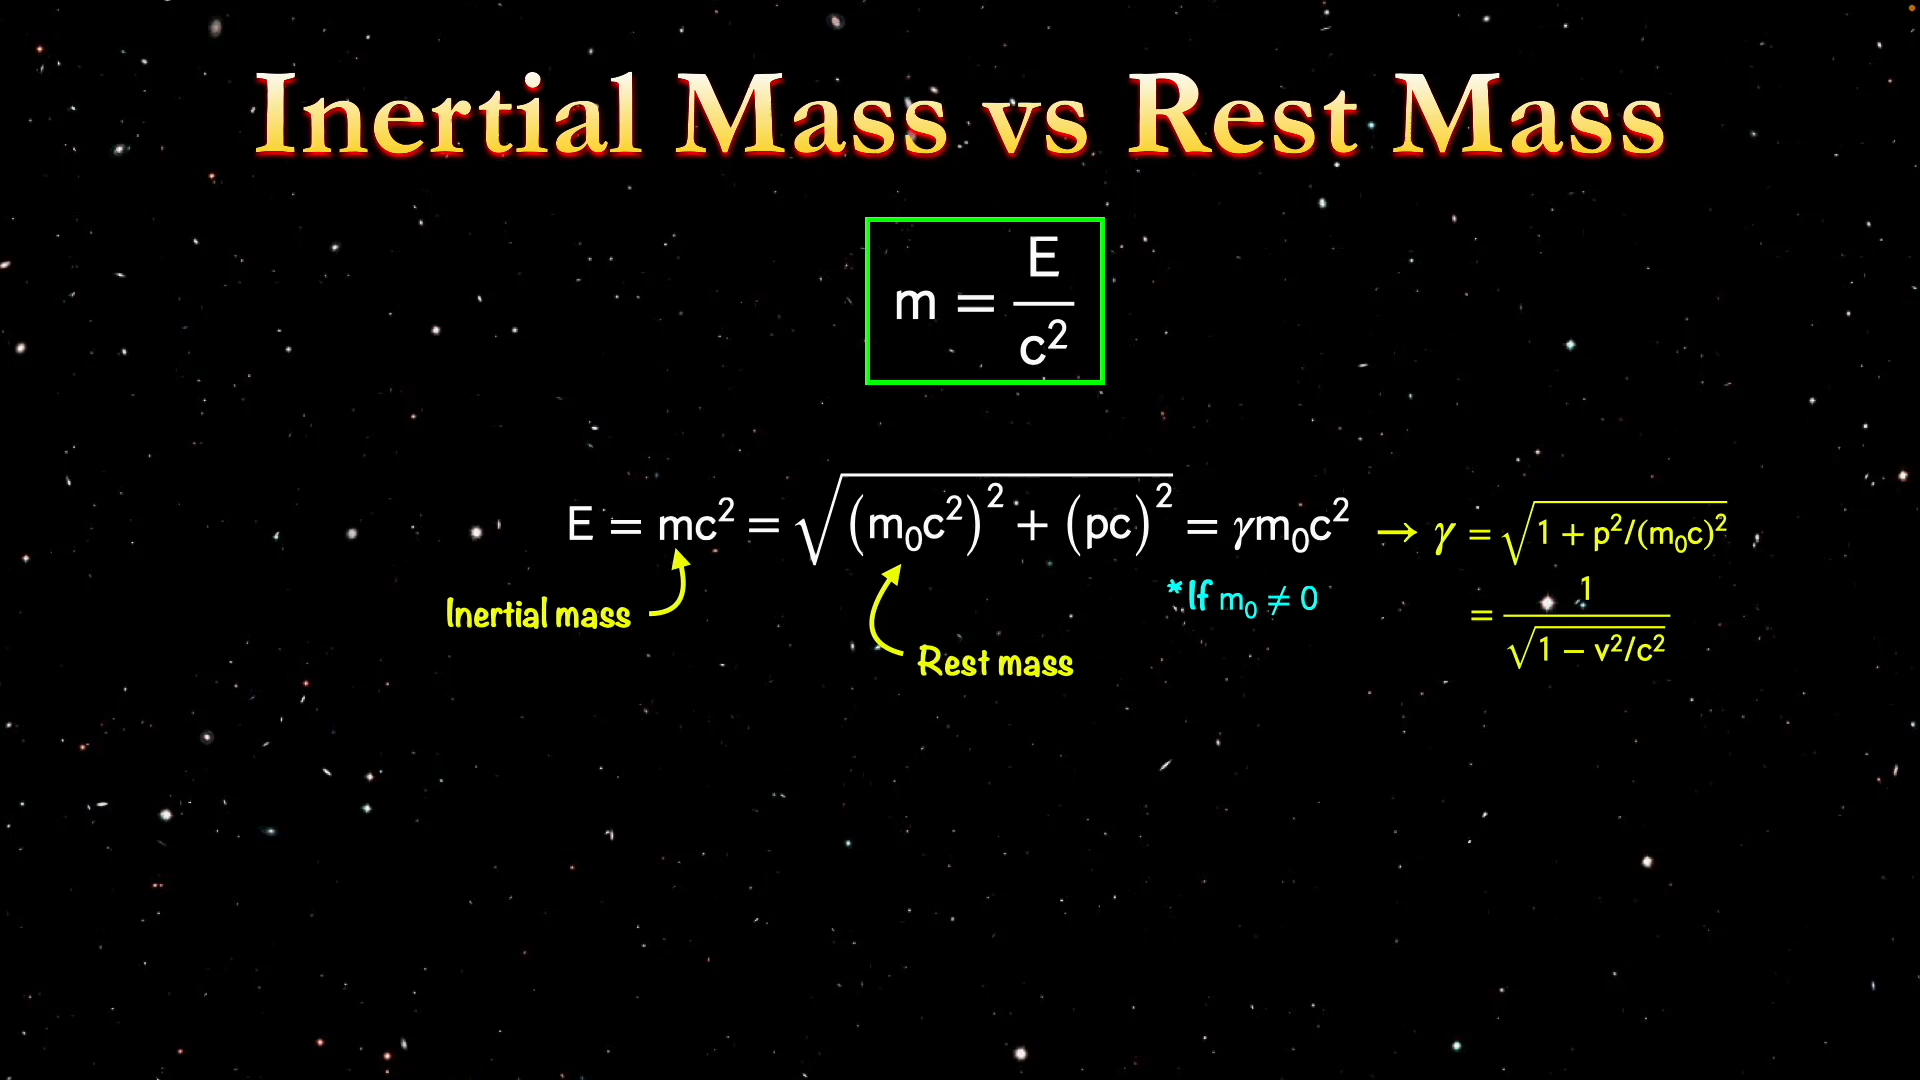 Inertial Mass vs Rest Mass
m = E/c²
E = mc² = √((m₀c²)² + (pc)²) = γm₀c² → γ = √(1 + p²/(m₀c)²)
*If m₀ ≠ 0
= 1/√(1 − v²/c²)
Inertial mass
Rest mass